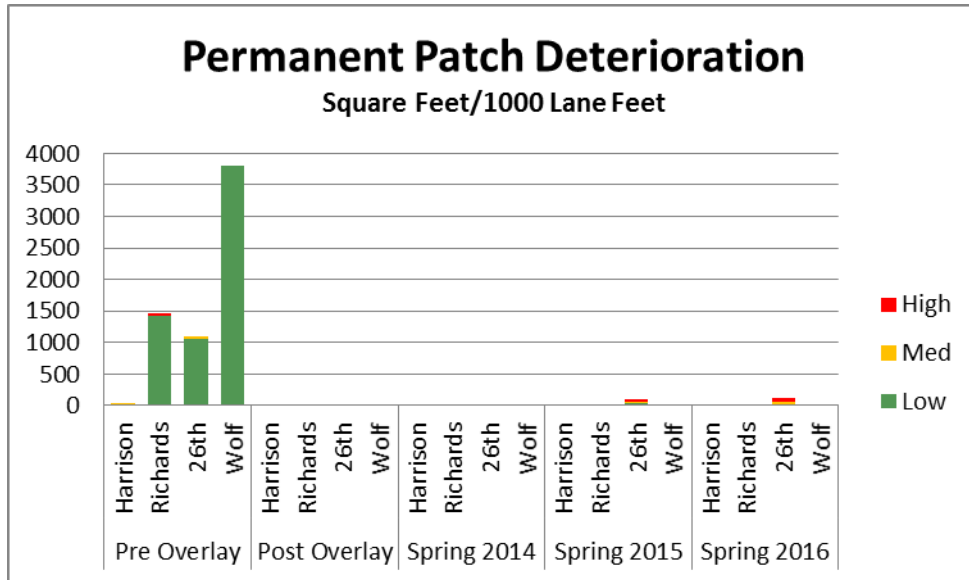 Permanent Patch Deterioration
Square Feet/1000 Lane Feet
4000
3500
3000
2500
2000
1500
1000
500
0
High
Med
Low
Harrison Richards 26th Wolf Harrison Richards 26th Wolf Harrison Richards 26th Wolf Harrison Richards 26th Wolf Harrison Richards 26th Wolf
Pre Overlay Post Overlay Spring 2014 Spring 2015 Spring 2016